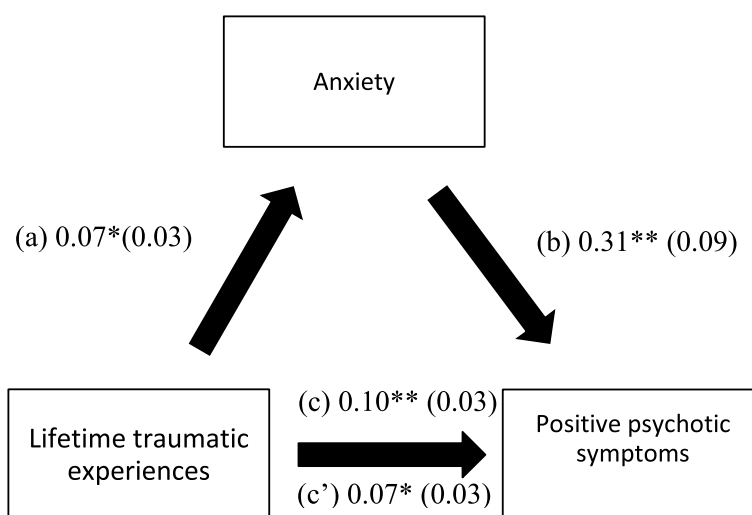 Anxiety
(a) 0.07*(0.03)
(b) 0.31** (0.09)
(c) 0.10** (0.03)
Lifetime traumatic
experiences
Positive psychotic
symptoms
(c’) 0.07* (0.03)